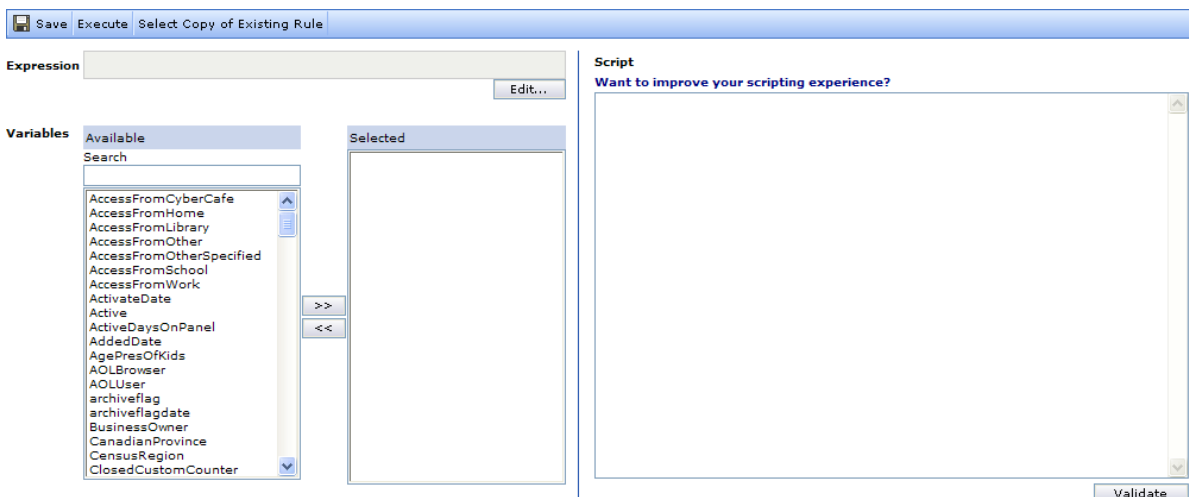 Save Execute Select Copy of Existing Rule
Expression
Edit...
Variables
Available
Search
AccessFromCyberCafe
AccessFromHome
AccessFromLibrary
AccessFromOther
AccessFromOtherSpecified
AccessFromSchool
AccessFromWork
ActivateDate
Active
ActiveDaysOnPanel
AddedDate
AgePresOfKids
AOLBrowser
AOLUser
archiveflag
archiveflagdate
BusinessOwner
CanadianProvince
CensusRegion
ClosedCustomCounter
>>
<<
Selected
Script
Want to improve your scripting experience?
Validate